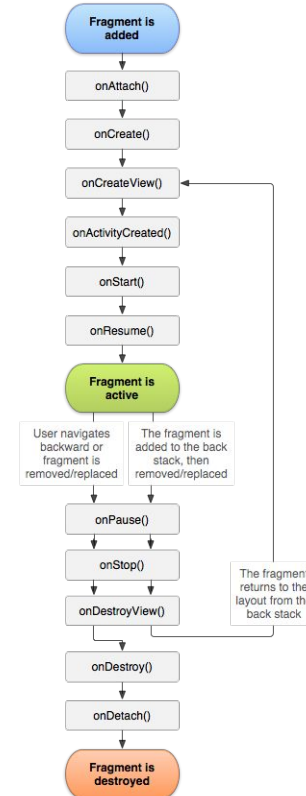 Fragment is
added
onAttach()
onCreate()
onCreateView()
onActivityCreated()
onStart()
onResume()
Fragment is
active
User navigates
backward or
fragment is
removed/replaced
The fragment is
added to the back
stack, then
removed/replaced
onPause()
onStop()
onDestroyView()
The fragment
returns to the
layout from the
back stack
onDestroy()
onDetach()
Fragment is
destroyed